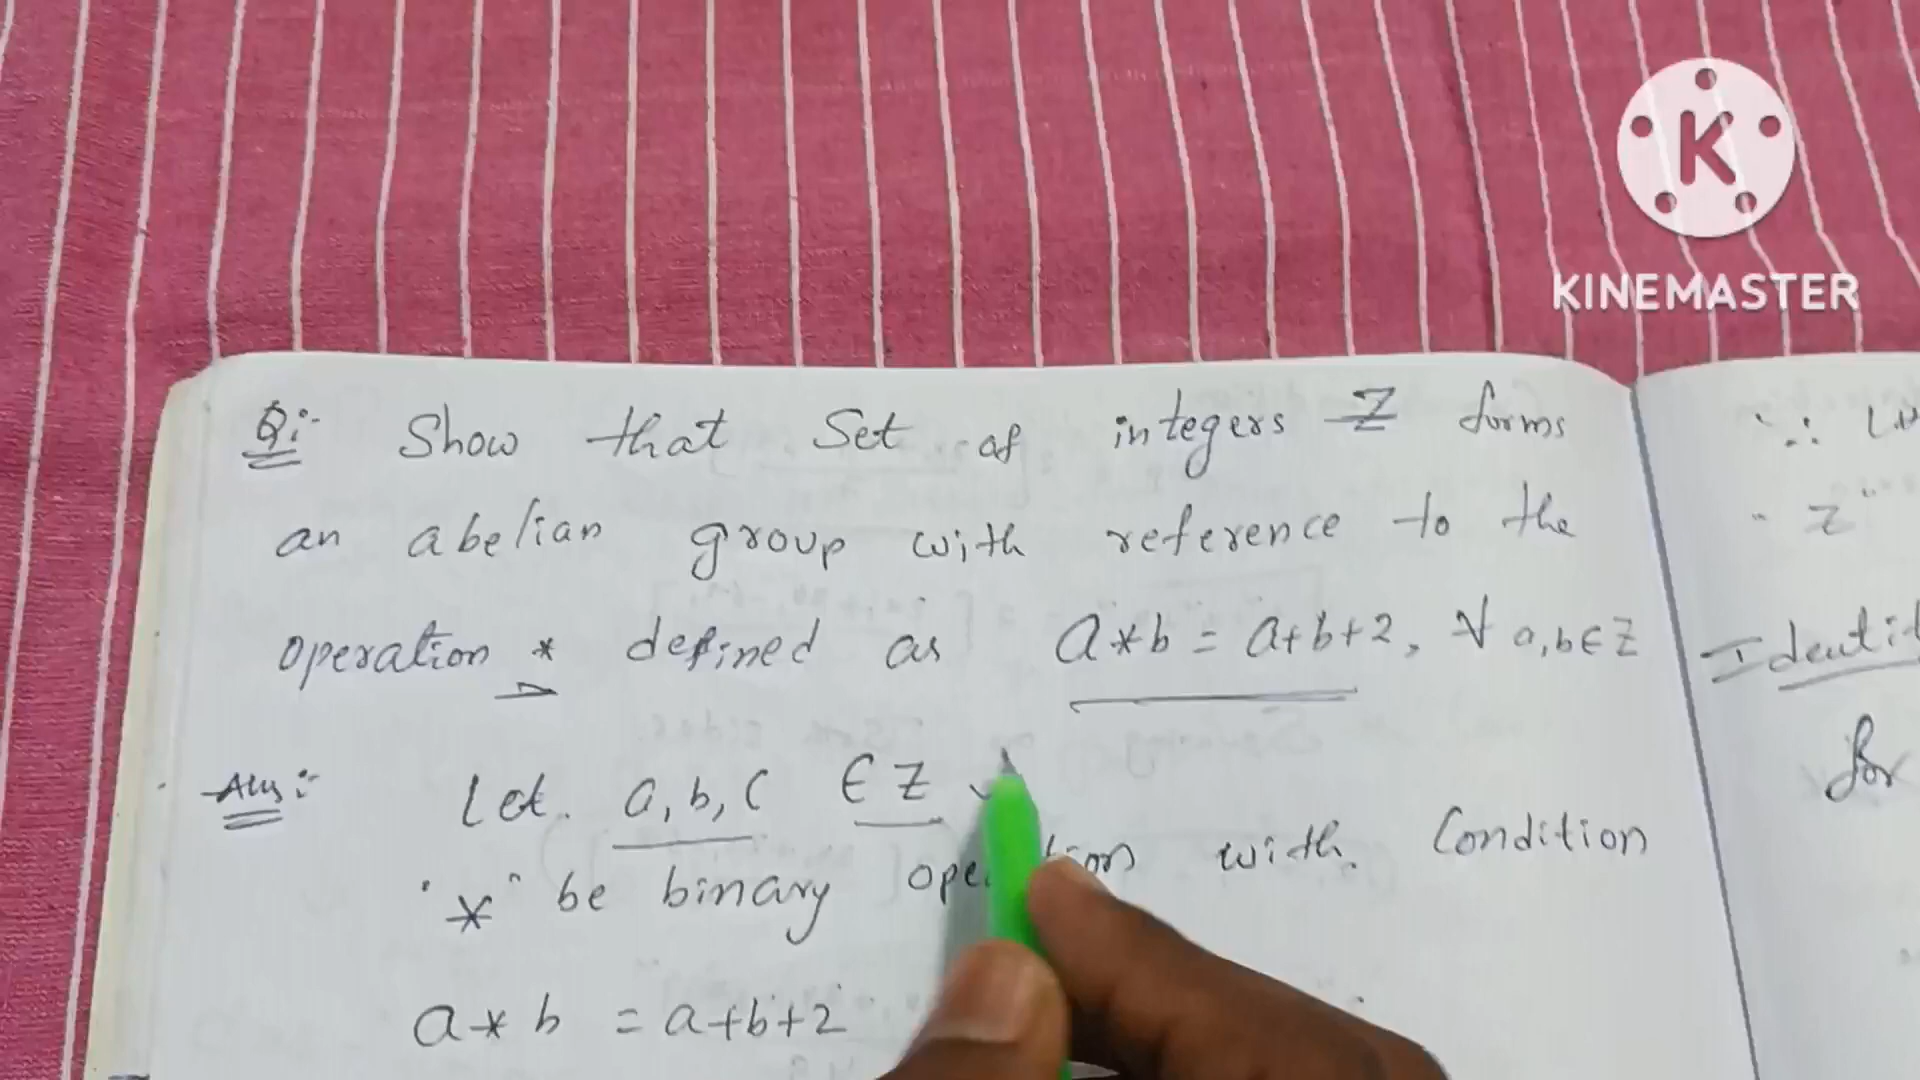 K
KINEMASTER
Q:- Show that Set of integers Z forms
an abelian group with reference to the
operation * defined as a*b = a+b+2, ∀ a,b∈Z
Ans:- Let. a, b, c ∈ Z
"*" be binary with Condition
a*b = a+b+2
∴
Z
for